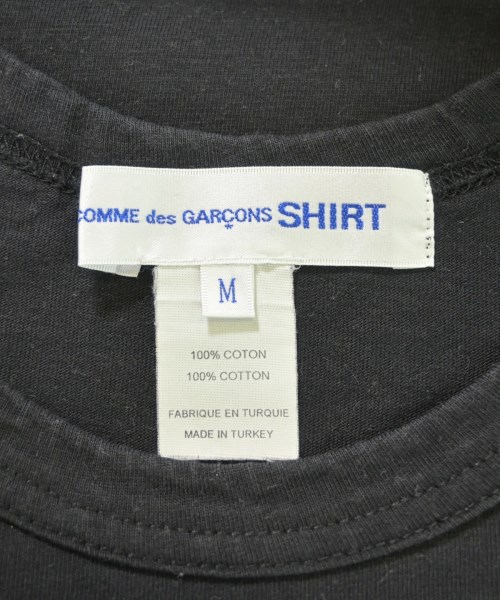 COMME des GARÇONS SHIRT
M
100% COTON
100% COTTON
FABRIQUE EN TURQUIE
MADE IN TURKEY